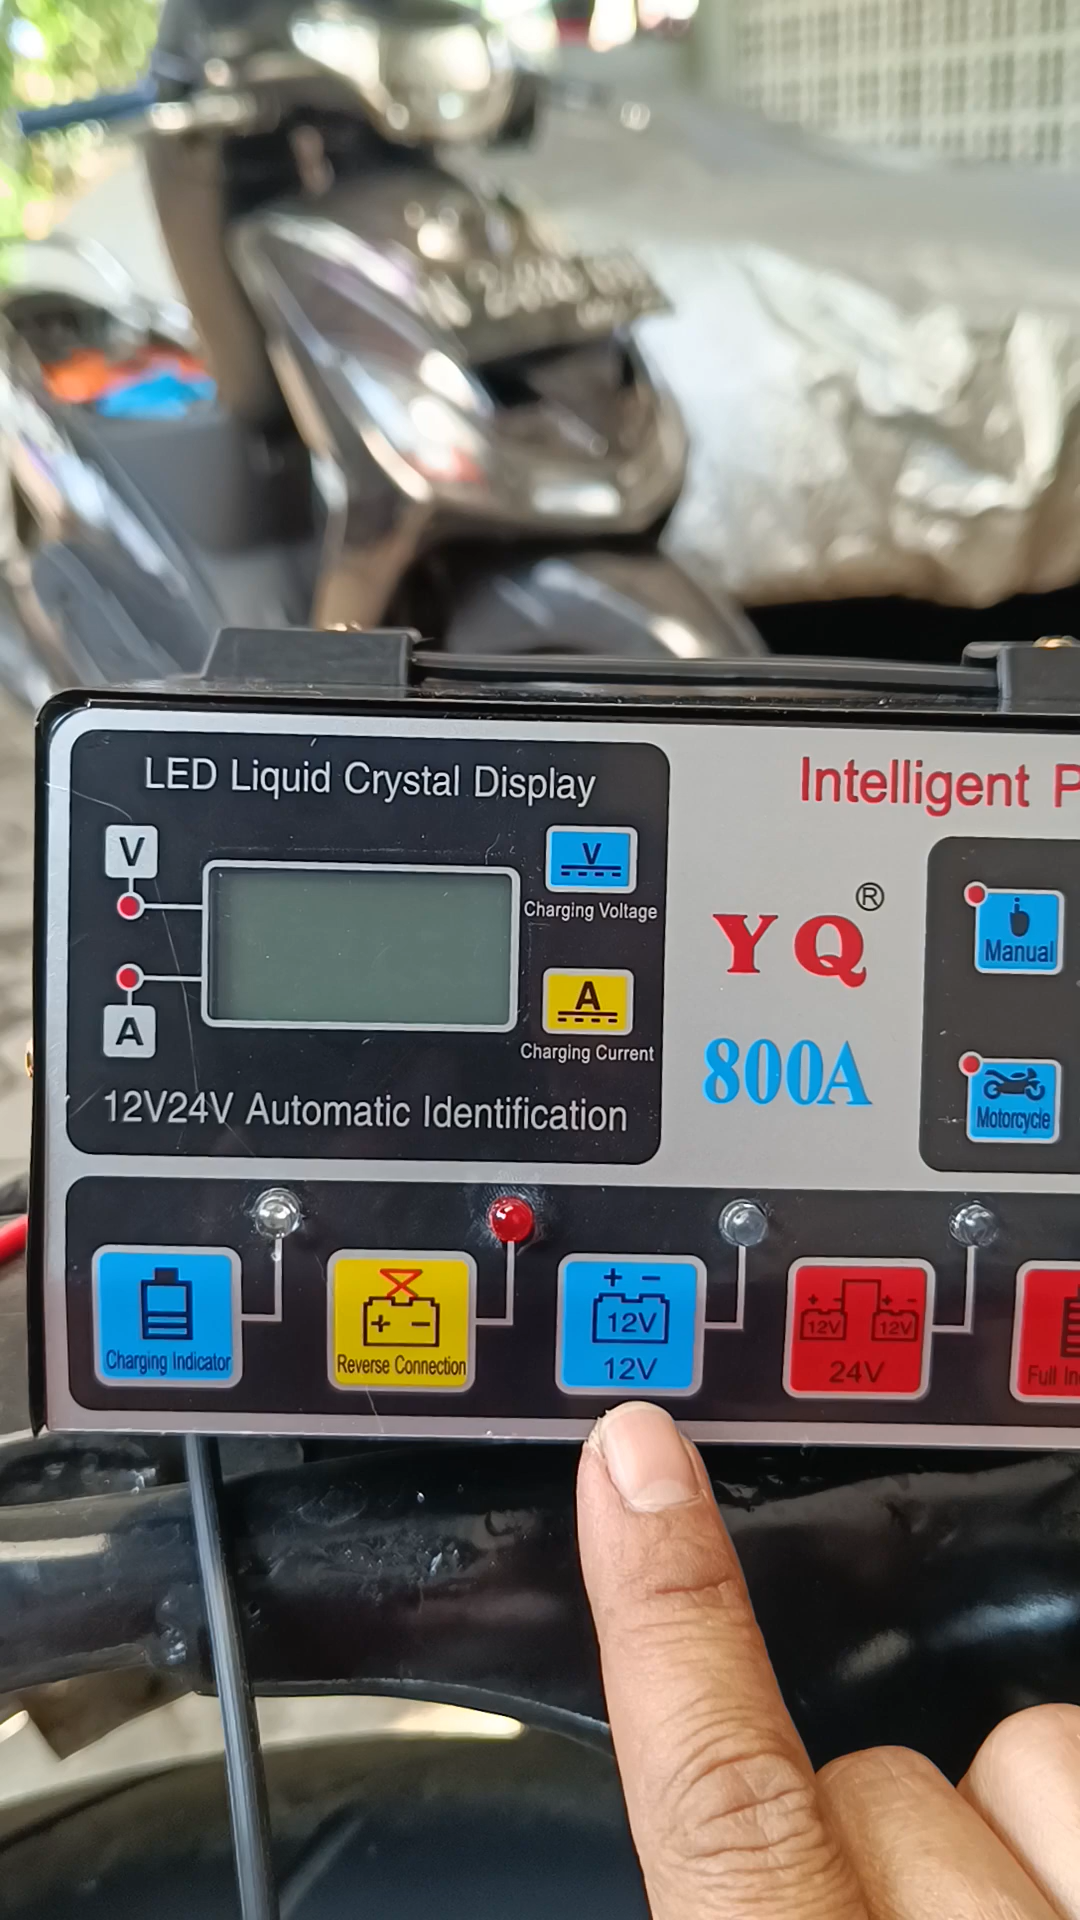 LED Liquid Crystal Display
V
V
Charging Voltage
A
Charging Current
A
12V24V Automatic Identification
Intelligent
YQ®
800A
Manual
Motorcycle
Charging Indicator
+ -
Reverse Connection
+ -
12V
12V
+ - + -
12V 12V
24V
Full